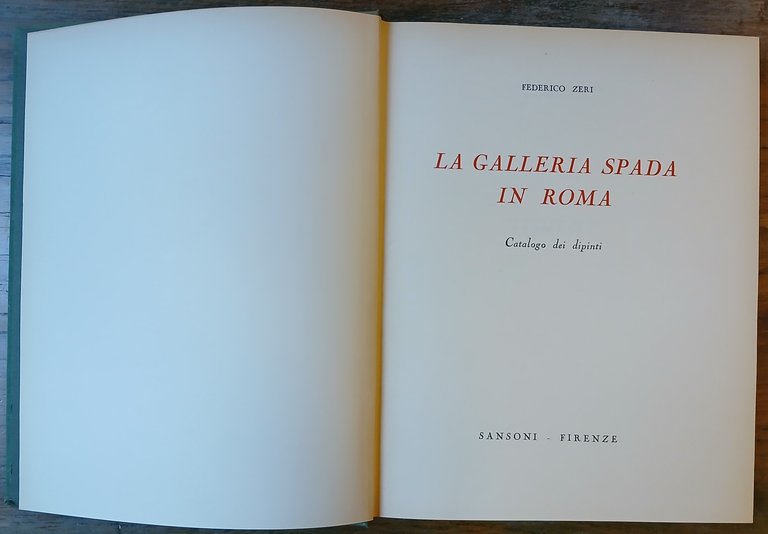 FEDERICO ZERI
LA GALLERIA SPADA
IN ROMA
Catalogo dei dipinti
SANSONI - FIRENZE